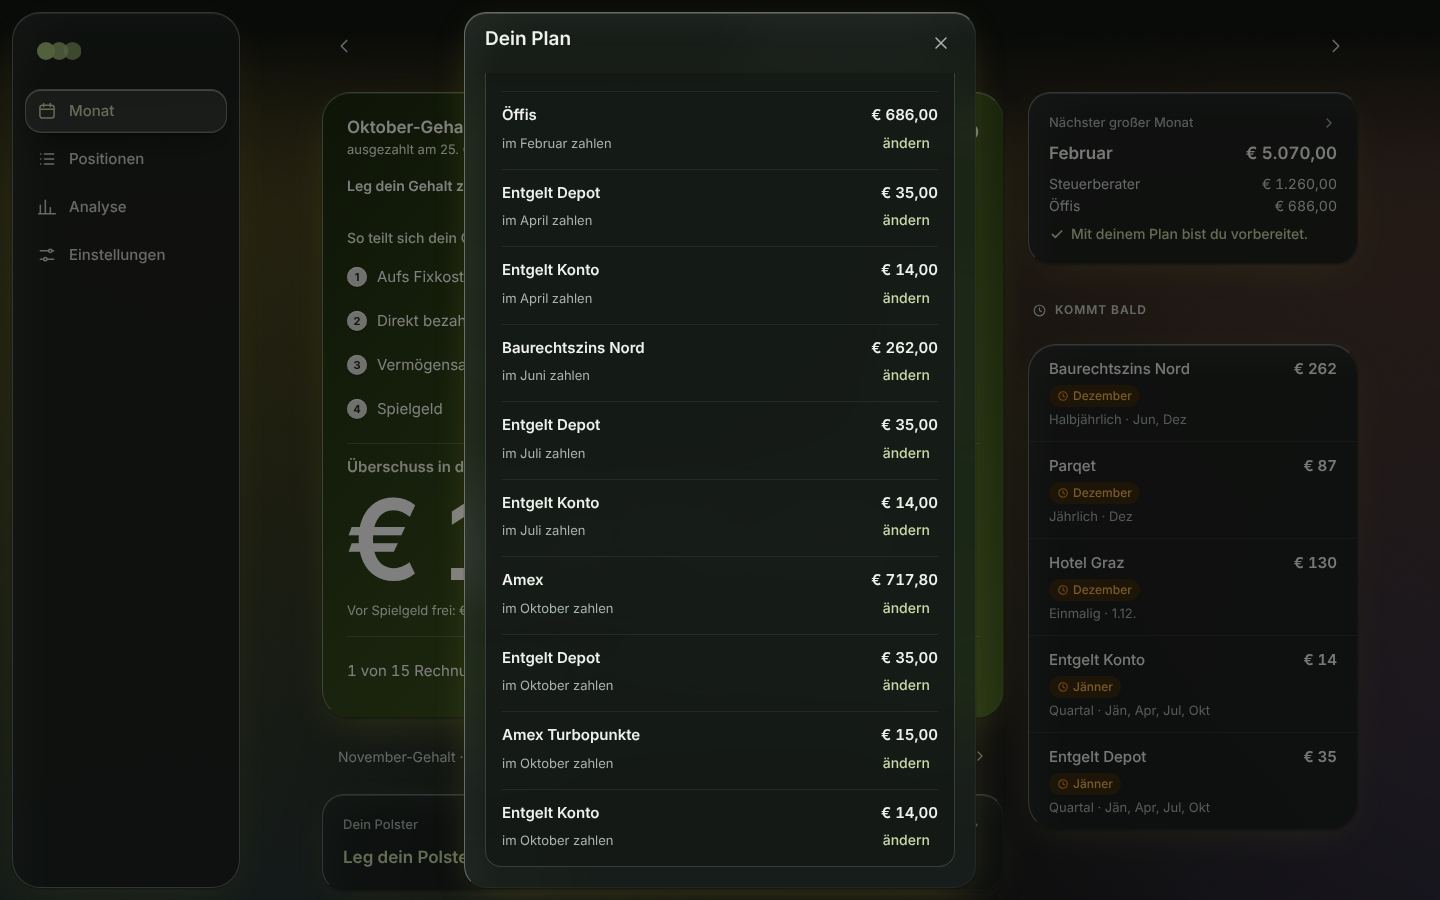 Monat
Positionen
Analyse
Einstellungen
Oktober-Geha
ausgezahlt am 25.
Leg dein Gehalt z
So teilt sich dein
1 Aufs Fixkost
2 Direkt bezah
3 Vermögensa
4 Spielgeld
Überschuss in d
€ 1
Vor Spielgeld frei: €
1 von 15 Rechnu
November-Gehalt ·
Dein Polster
Leg dein Polste
Dein Plan
Öffis € 686,00
im Februar zahlen ändern
Entgelt Depot € 35,00
im April zahlen ändern
Entgelt Konto € 14,00
im April zahlen ändern
Baurechtszins Nord € 262,00
im Juni zahlen ändern
Entgelt Depot € 35,00
im Juli zahlen ändern
Entgelt Konto € 14,00
im Juli zahlen ändern
Amex € 717,80
im Oktober zahlen ändern
Entgelt Depot € 35,00
im Oktober zahlen ändern
Amex Turbopunkte € 15,00
im Oktober zahlen ändern
Entgelt Konto € 14,00
im Oktober zahlen ändern
Nächster großer Monat
Februar € 5.070,00
Steuerberater € 1.260,00
Öffis € 686,00
Mit deinem Plan bist du vorbereitet.
KOMMT BALD
Baurechtszins Nord € 262
Dezember
Halbjährlich · Jun, Dez
Parqet € 87
Dezember
Jährlich · Dez
Hotel Graz € 130
Dezember
Einmalig · 1.12.
Entgelt Konto € 14
Jänner
Quartal · Jän, Apr, Jul, Okt
Entgelt Depot € 35
Jänner
Quartal · Jän, Apr, Jul, Okt